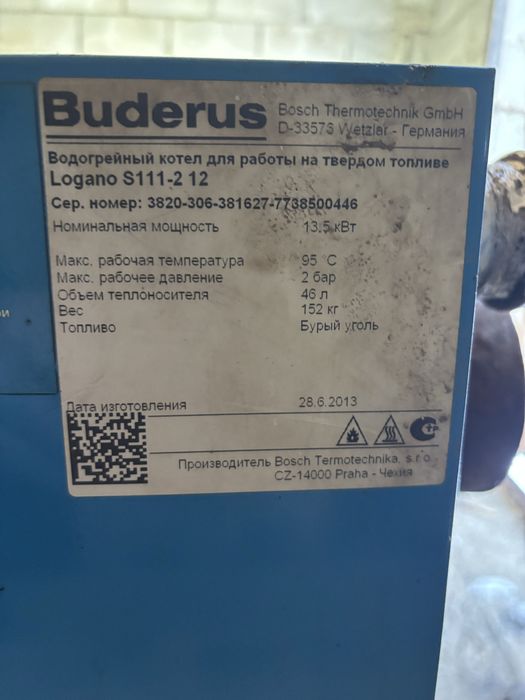 Buderus
Bosch Thermotechnik GmbH
D-33573 Wetzlar - Германия
Водогрейный котел для работы на твердом топливе
Logano S111-2 12
Сер. номер: 3820-306-381627-7738500446
Номинальная мощность 13.5 кВт
Макс. рабочая температура 95 °C
Макс. рабочее давление 2 бар
Объем теплоносителя 46 л
Вес 152 кг
Топливо Бурый уголь
Дата изготовления 28.6.2013
Производитель Bosch Termotechnika, s.r.o.
CZ-14000 Praha - Чехия